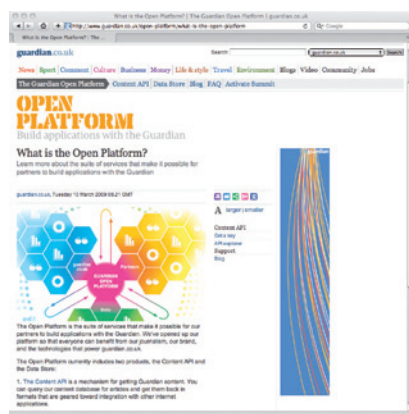 What is the Open Platform? | The Guardian Open Platform | guardian.co.uk
http://www.guardian.co.uk/open-platform/what-is-the-open-platform
Google
What is the Open Platform? | The ...
guardian.co.uk
Search:
guardian.co.uk
Search
News Sport Comment Culture Business Money Life & style Travel Environment Blogs Video Community Jobs
The Guardian Open Platform Content API Data Store Blog FAQ Activate Summit
OPEN
PLATFORM
Build applications with the Guardian
What is the Open Platform?
Learn more about the suite of services that make it possible for
partners to build applications with the Guardian
guardian.co.uk, Tuesday 10 March 2009 08.21 GMT
A larger | smaller
Content API
Get a key
API explorer
Support
Blog
guardian
guardian
co.uk
Partners
GUARDIAN
OPEN
PLATFORM
Data
The Open Platform is the suite of services that make it possible for our
partners to build applications with the Guardian. We've opened up our
platform so that everyone can benefit from our journalism, our brand,
and the technologies that power guardian.co.uk.
The Open Platform currently includes two products, the Content API and
the Data Store:
1. The Content API is a mechanism for getting Guardian content. You
can query our content database for articles and get them back in
formats that are geared toward integration with other internet
applications.